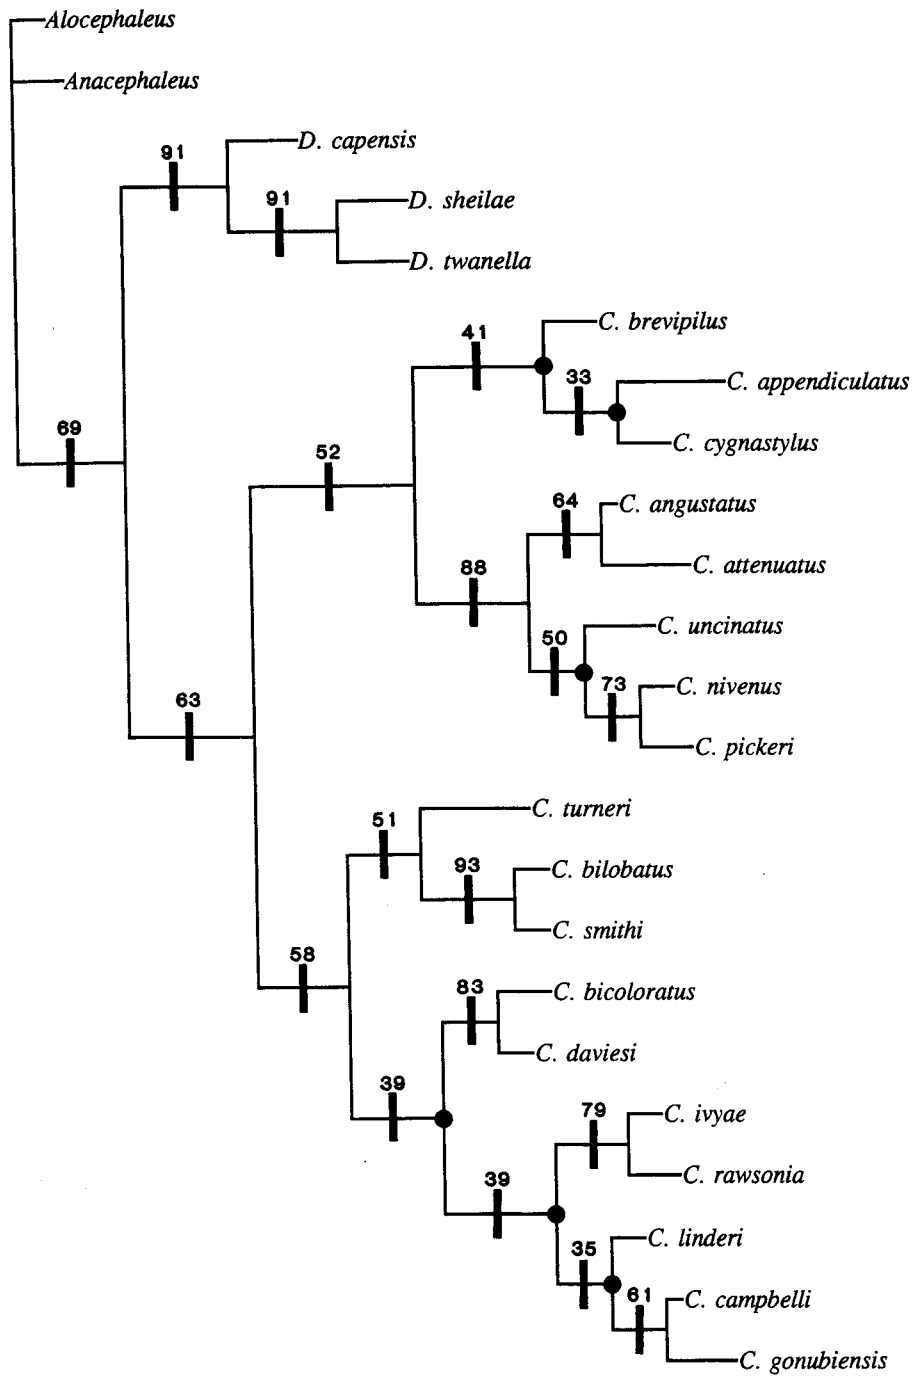 Alocephaleus
Anacephaleus
D. capensis
91
D. sheilae
91
D. twanella
C. brevipilus
41
C. appendiculatus
33
69
C. cygnastylus
52
C. angustatus
64
C. attenuatus
88
C. uncinatus
50
C. nivenus
73
63
C. pickeri
C. turneri
51
C. bilobatus
93
C. smithi
58
C. bicoloratus
83
C. daviesi
39
C. ivyae
79
C. rawsonia
39
C. linderi
35
C. campbelli
61
C. gonubiensis